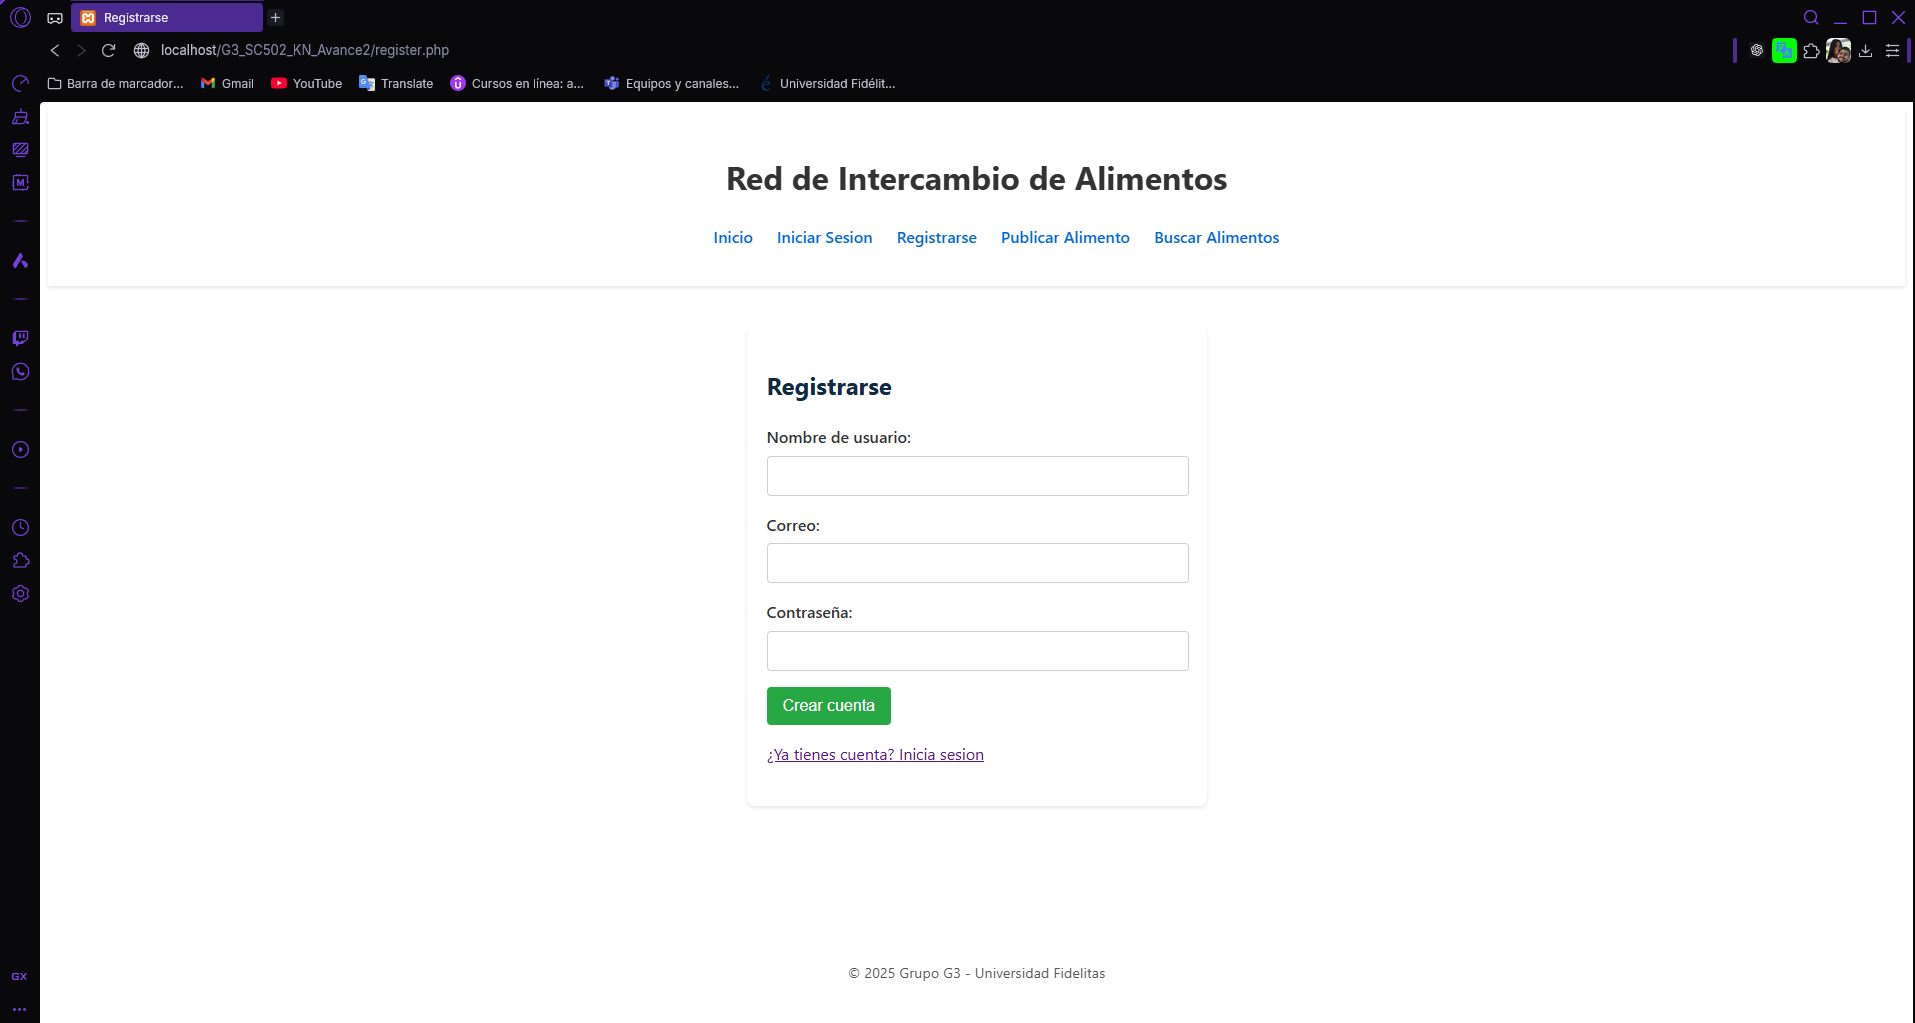 Registrarse
localhost/G3_SC502_KN_Avance2/register.php
Barra de marcador... Gmail YouTube Translate Cursos en línea: a... Equipos y canales... Universidad Fidélit...
Red de Intercambio de Alimentos
Inicio Iniciar Sesion Registrarse Publicar Alimento Buscar Alimentos
Registrarse
Nombre de usuario:
Correo:
Contraseña:
Crear cuenta
¿Ya tienes cuenta? Inicia sesion
GX
© 2025 Grupo G3 - Universidad Fidelitas